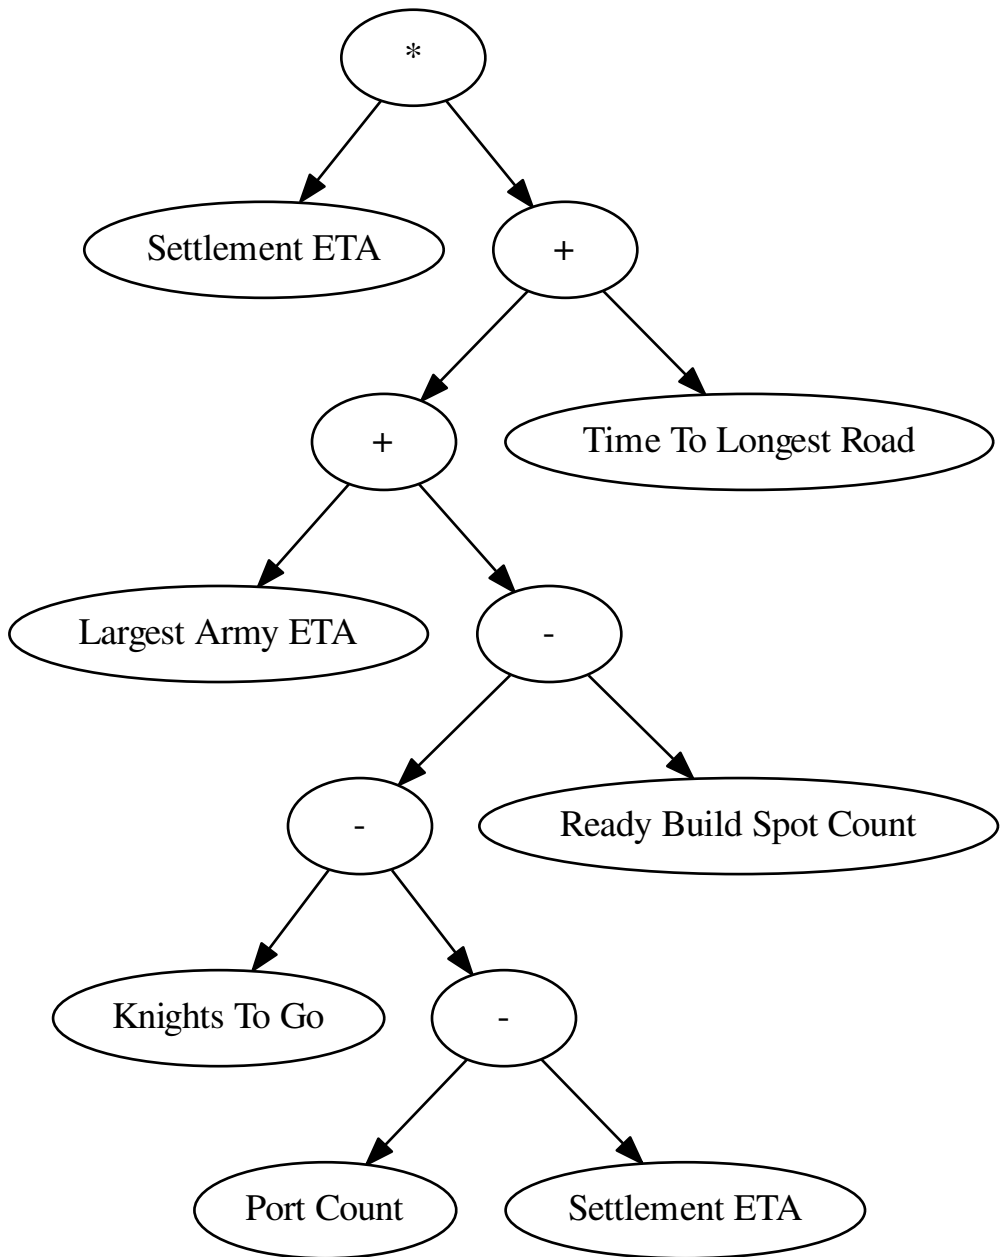 *
Settlement ETA
+
+
Time To Longest Road
Largest Army ETA
-
-
Ready Build Spot Count
Knights To Go
-
Port Count
Settlement ETA